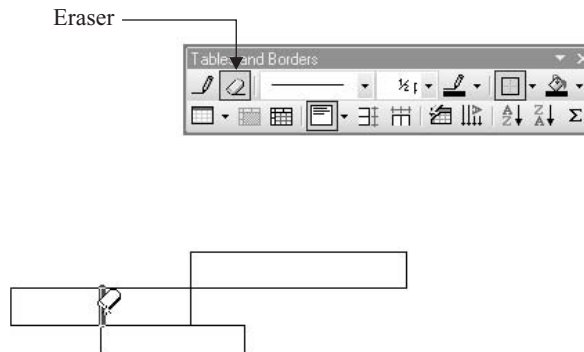 Eraser
Tables and Borders
½ p
A
Z
Z
A
Σ